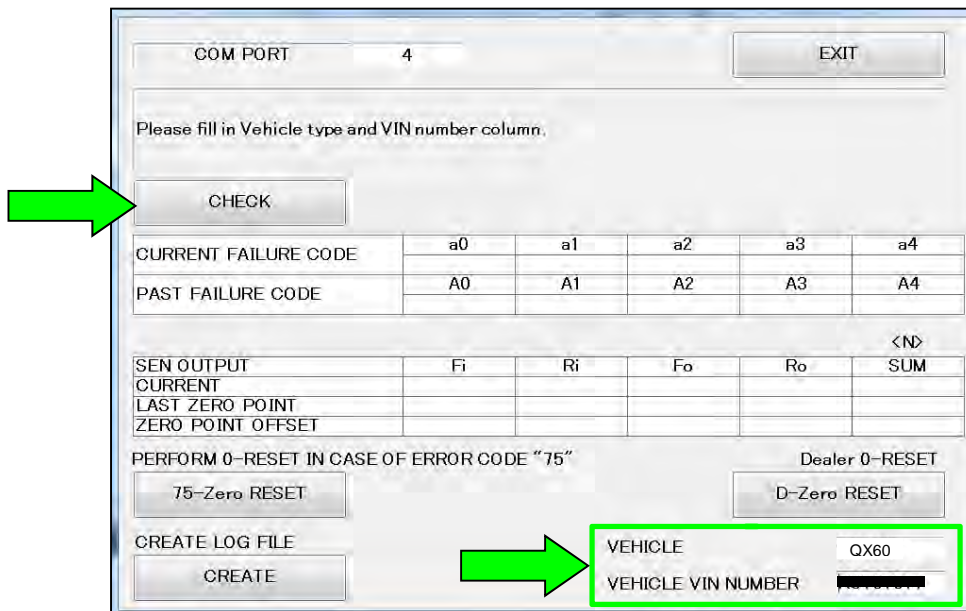 COM PORT 4 EXIT
Please fill in Vehicle type and VIN number column.
CHECK
CURRENT FAILURE CODE a0 a1 a2 a3 a4
PAST FAILURE CODE A0 A1 A2 A3 A4
<N>
SEN OUTPUT Fi Ri Fo Ro SUM
CURRENT
LAST ZERO POINT
ZERO POINT OFFSET
PERFORM 0-RESET IN CASE OF ERROR CODE "75" Dealer 0-RESET
75-Zero RESET D-Zero RESET
CREATE LOG FILE
CREATE
VEHICLE QX60
VEHICLE VIN NUMBER